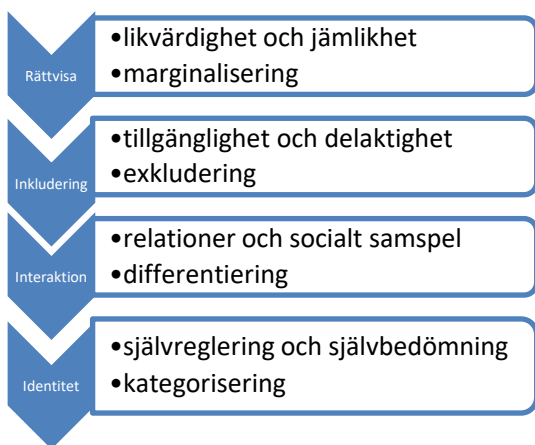 Rättvisa
•likvärdighet och jämlikhet
•marginalisering
Inkludering
•tillgänglighet och delaktighet
•exkludering
Interaktion
•relationer och socialt samspel
•differentiering
Identitet
•självreglering och självbedömning
•kategorisering